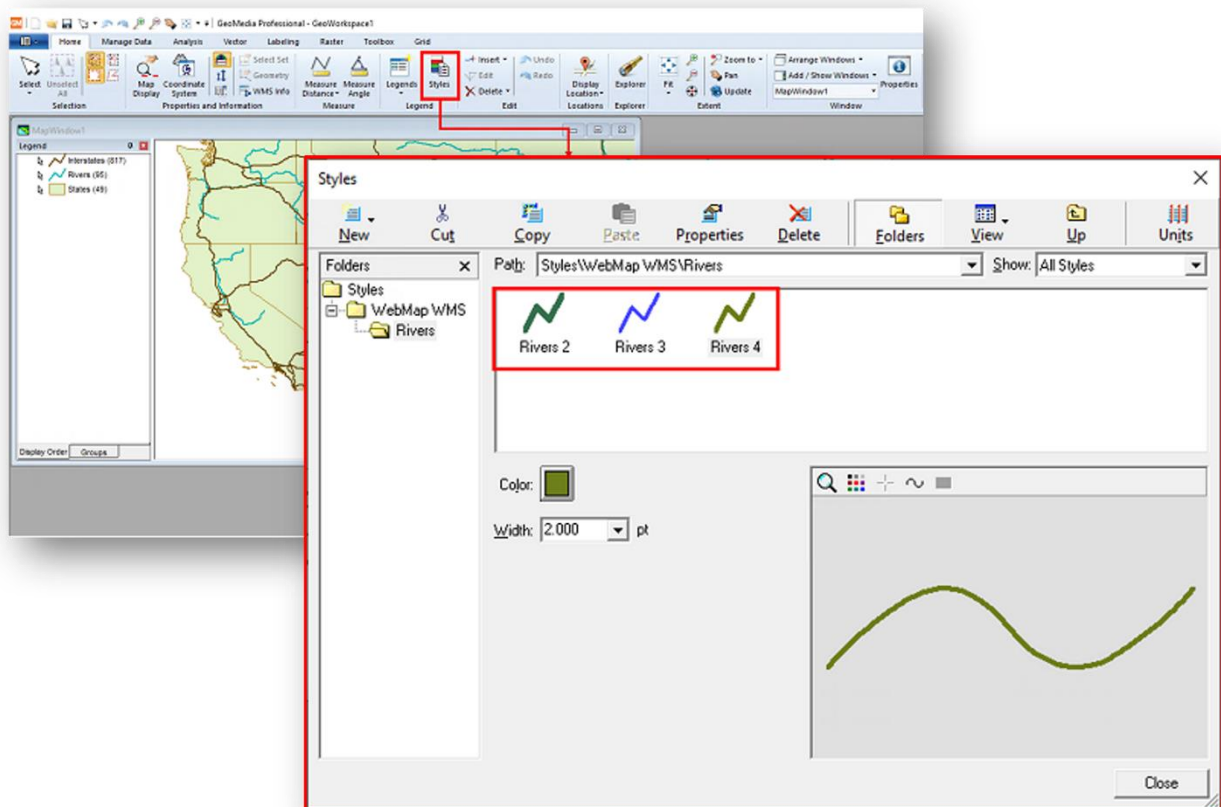 GM GeoMedia Professional - GeoWorkspace1
Home Manage Data Analysis Vector Labeling Raster Toolbox Grid
Select Set Insert Undo Zoom to Arrange Windows
Geometry Edit Redo Pan Add / Show Windows
WMS Info Delete Update MapWindow1
Select Unselect All Map Display Coordinate System Measure Distance Measure Angle Legends Styles Display Location Explorer Fit Properties
Selection Properties and Information Measure Legend Edit Locations Explorer Extent Window
MapWindow1
Legend
Interstates (817)
Rivers (95)
States (49)
Display Order Groups
Styles
New Cut Copy Paste Properties Delete Folders View Up Units
Folders Path: Styles\WebMap WMS\Rivers Show: All Styles
Styles
WebMap WMS
Rivers
Rivers 2 Rivers 3 Rivers 4
Color:
Width: 2.000 pt
Close